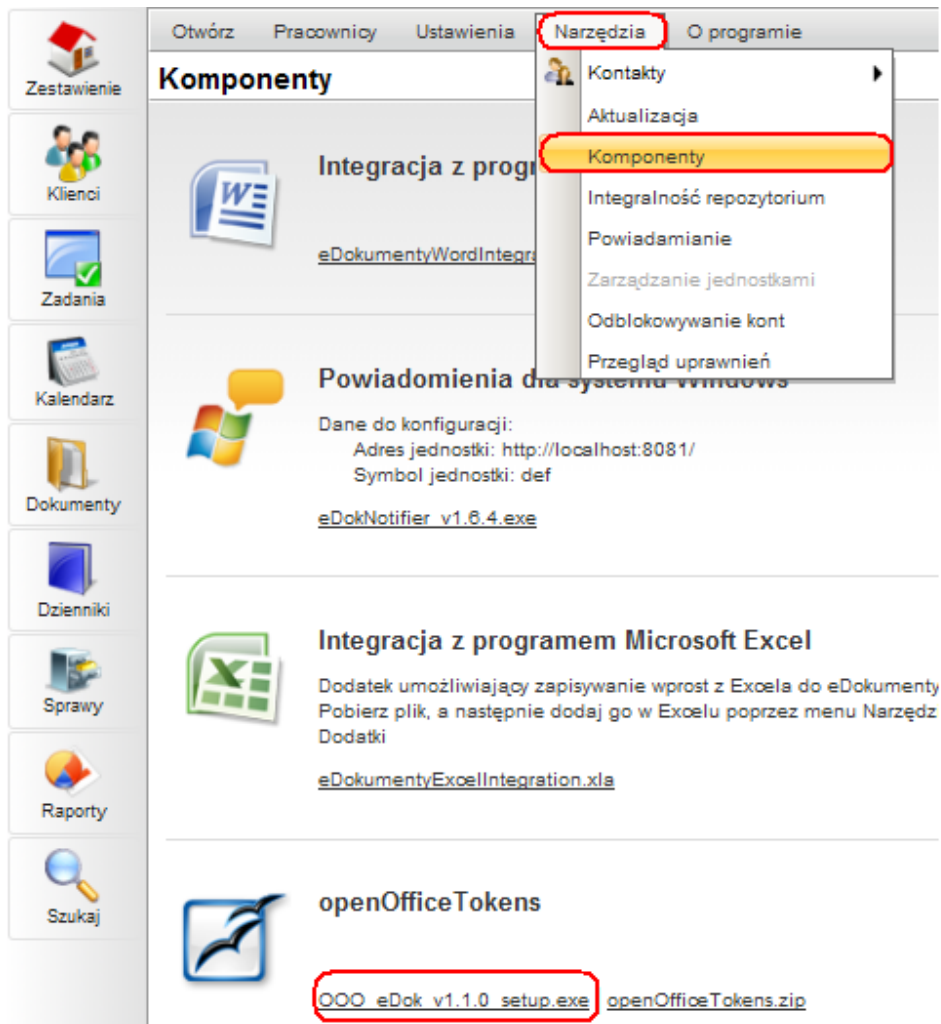 Otwórz Pracownicy Ustawienia Narzędzia O programie
Komponenty
Kontakty
Aktualizacja
Komponenty
Integralność repozytorium
Powiadamianie
Zarządzanie jednostkami
Odblokowywanie kont
Przegląd uprawnień
Zestawienie
Klienci
Zadania
Kalendarz
Dokumenty
Dzienniki
Sprawy
Raporty
Szukaj
Integracja z progr
eDokumentyWordIntegra
Powiadomienia dla systemu Windows
Dane do konfiguracji:
Adres jednostki: http://localhost:8081/
Symbol jednostki: def
eDokNotifier_v1.6.4.exe
Integracja z programem Microsoft Excel
Dodatek umożliwiający zapisywanie wprost z Excela do eDokumenty
Pobierz plik, a następnie dodaj go w Excelu poprzez menu Narzędz
Dodatki
eDokumentyExcelIntegration.xla
openOfficeTokens
OOO_eDok_v1.1.0_setup.exe openOfficeTokens.zip